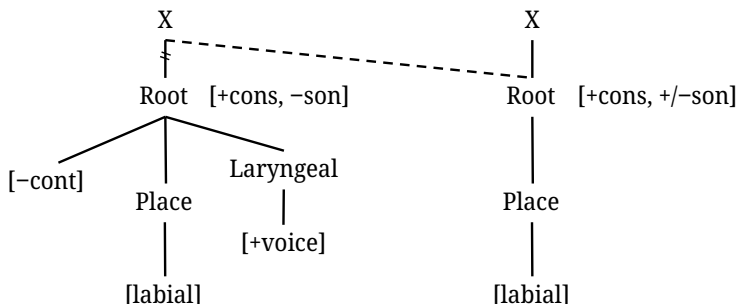 X X
Root [+cons, −son] Root [+cons, +/−son]
[−cont] Laryngeal
Place Place
[+voice]
[labial] [labial]